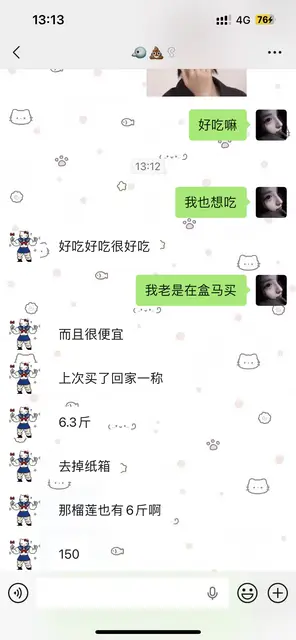 13:13
4G
76
好吃嘛
13:12
我也想吃
好吃好吃很好吃
我老是在盒马买
而且很便宜
上次买了回家一称
6.3斤
去掉纸箱
那榴莲也有6斤啊
150